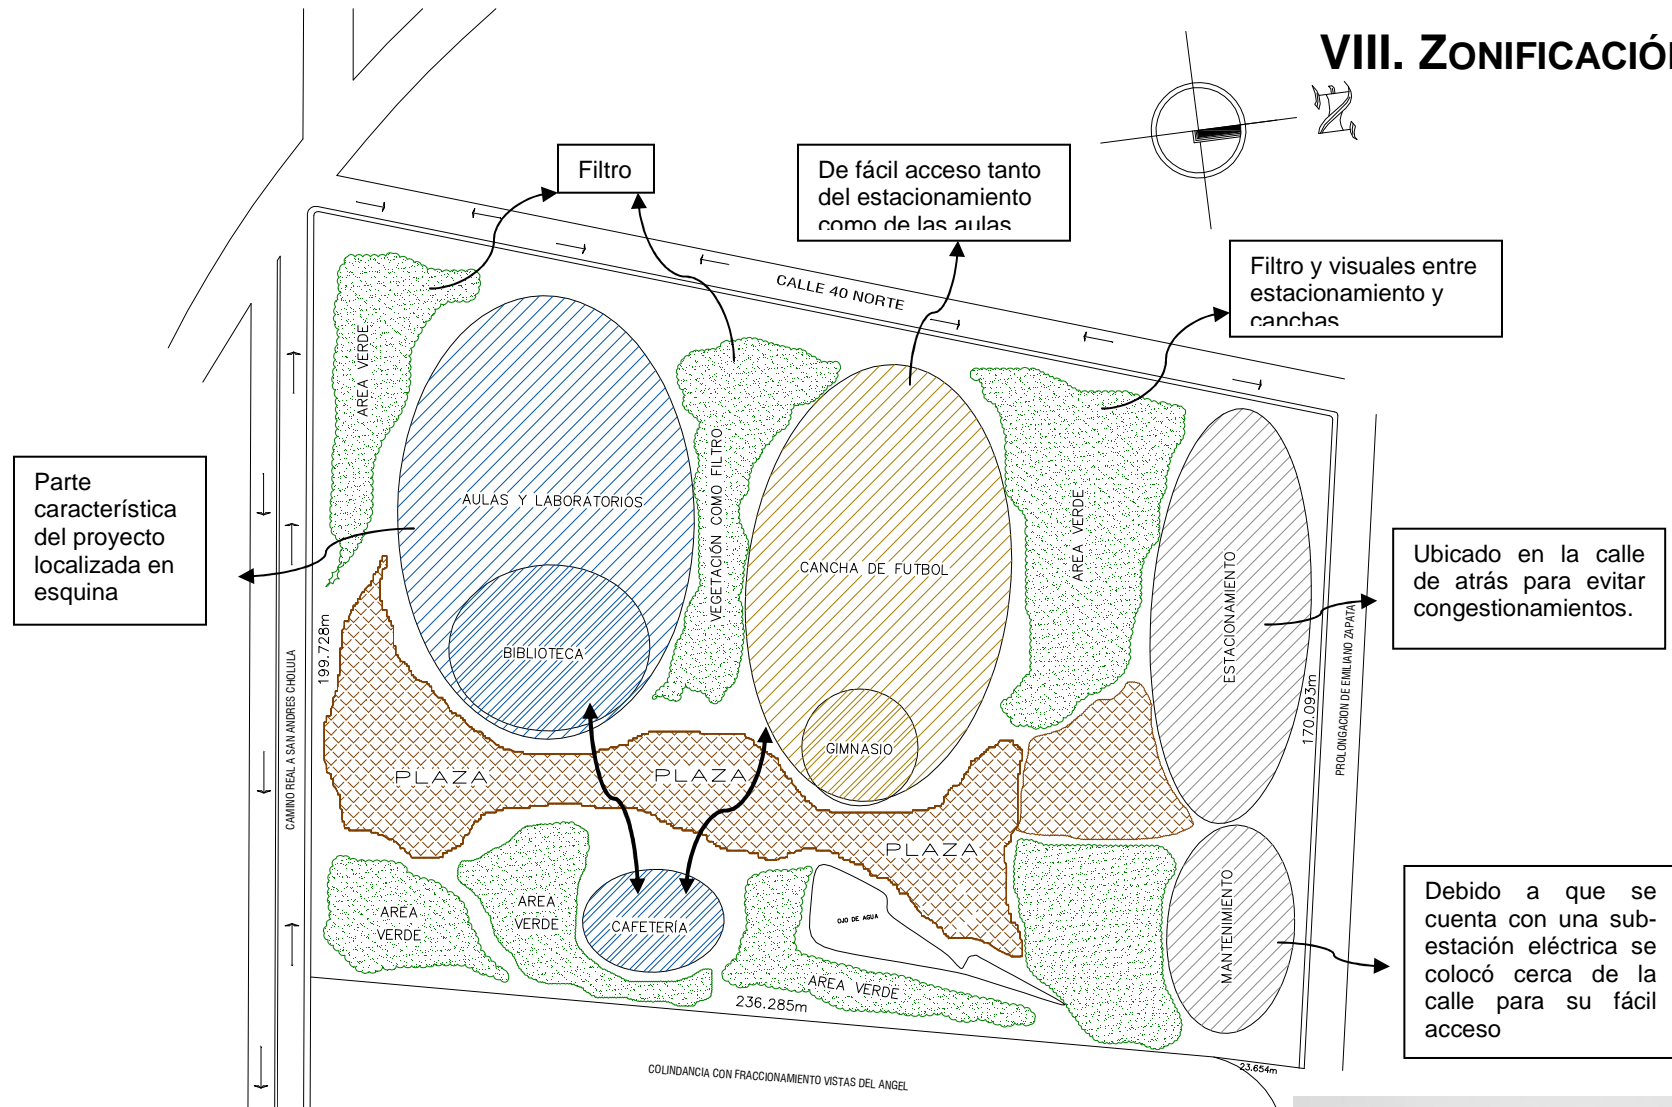 VIII. ZONIFICACIÓN
N
Filtro
De fácil acceso tanto
del estacionamiento
como de las aulas
Filtro y visuales entre
estacionamiento y
canchas
CALLE 40 NORTE
AREA VERDE
Parte
característica
del proyecto
localizada en
esquina
AULAS Y LABORATORIOS
VEGETACIÓN COMO FILTRO
CANCHA DE FUTBOL
AREA VERDE
ESTACIONAMIENTO
Ubicado en la calle
de atrás para evitar
congestionamientos.
BIBLIOTECA
199.728m
CAMINO REAL A SAN ANDRES CHOLULA
GIMNASIO
170.093m
PROLONGACION DE EMILIANO ZAPATA
PLAZA
PLAZA
PLAZA
AREA
VERDE
AREA
VERDE
CAFETERÍA
OJO DE AGUA
AREA VERDE
MANTENIMIENTO
Debido a que se
cuenta con una sub-
estación eléctrica se
colocó cerca de la
calle para su fácil
acceso
236.285m
23.654m
COLINDANCIA CON FRACCIONAMIENTO VISTAS DEL ANGEL